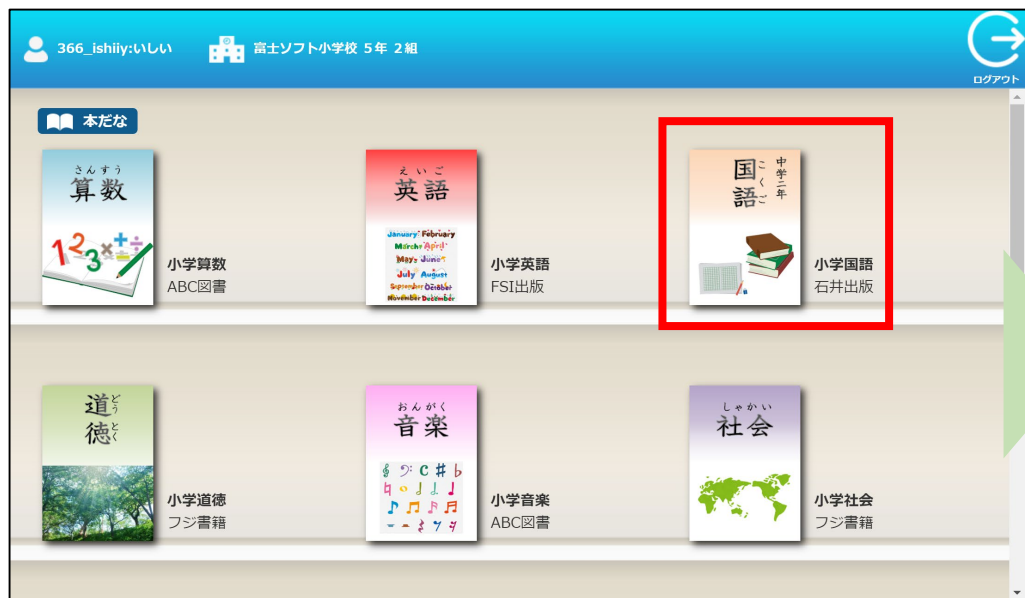 366_ishiiy:いしい
富士ソフト小学校 5年 2組
ログアウト
本だな
さんすう
算数
123×+-÷
小学算数
ABC図書
えいご
英語
January February
March April
May June
July August
September October
November December
小学英語
FSI出版
中学二年
国語
こくご
小学国語
石井出版
道徳
どうとく
小学道徳
フジ書籍
おんがく
音楽
小学音楽
ABC図書
しゃかい
社会
小学社会
フジ書籍